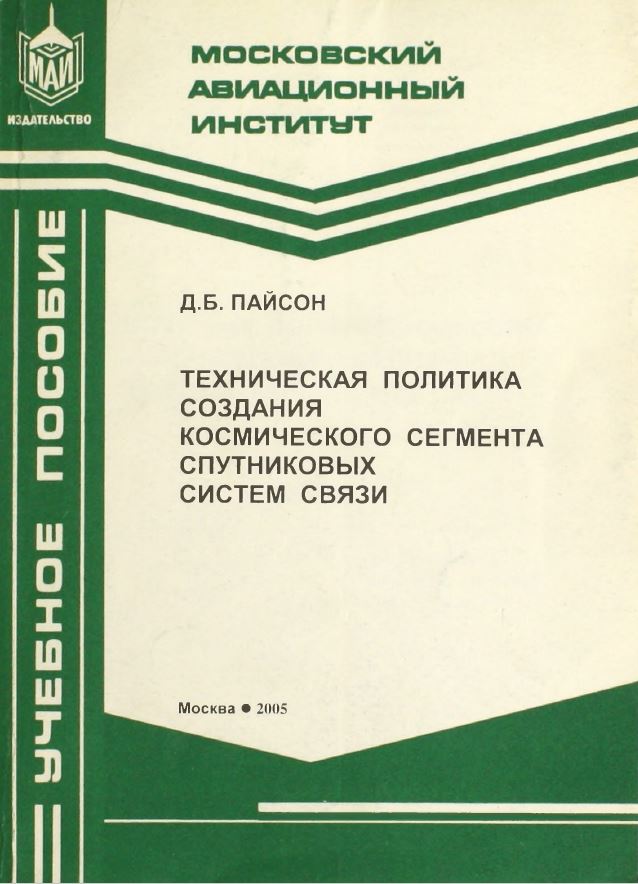 МАИ
ИЗДАТЕЛЬСТВО
МОСКОВСКИЙ
АВИАЦИОННЫЙ
ИНСТИТУТ
УЧЕБНОЕ ПОСОБИЕ
Д.Б. ПАЙСОН
ТЕХНИЧЕСКАЯ ПОЛИТИКА
СОЗДАНИЯ
КОСМИЧЕСКОГО СЕГМЕНТА
СПУТНИКОВЫХ
СИСТЕМ СВЯЗИ
Москва ● 2005